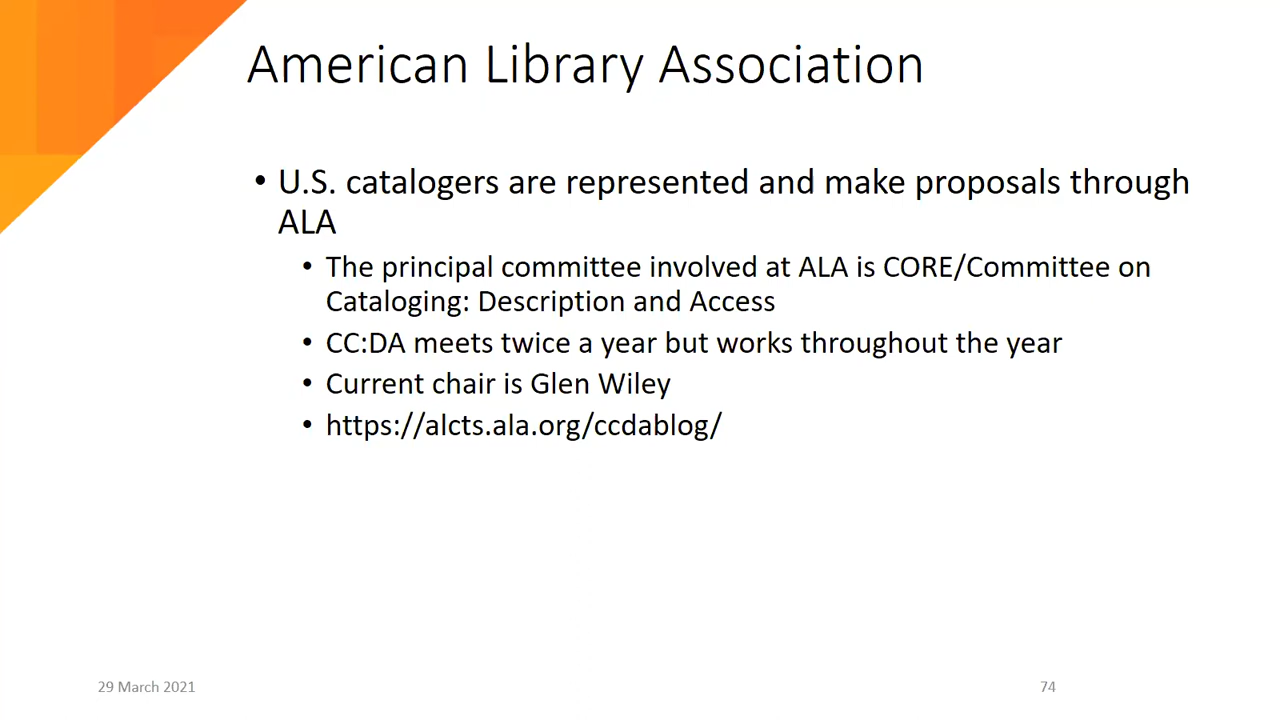 American Library Association
• U.S. catalogers are represented and make proposals through
ALA
• The principal committee involved at ALA is CORE/Committee on
Cataloging: Description and Access
• CC:DA meets twice a year but works throughout the year
• Current chair is Glen Wiley
• https://alcts.ala.org/ccdablog/
29 March 2021
74